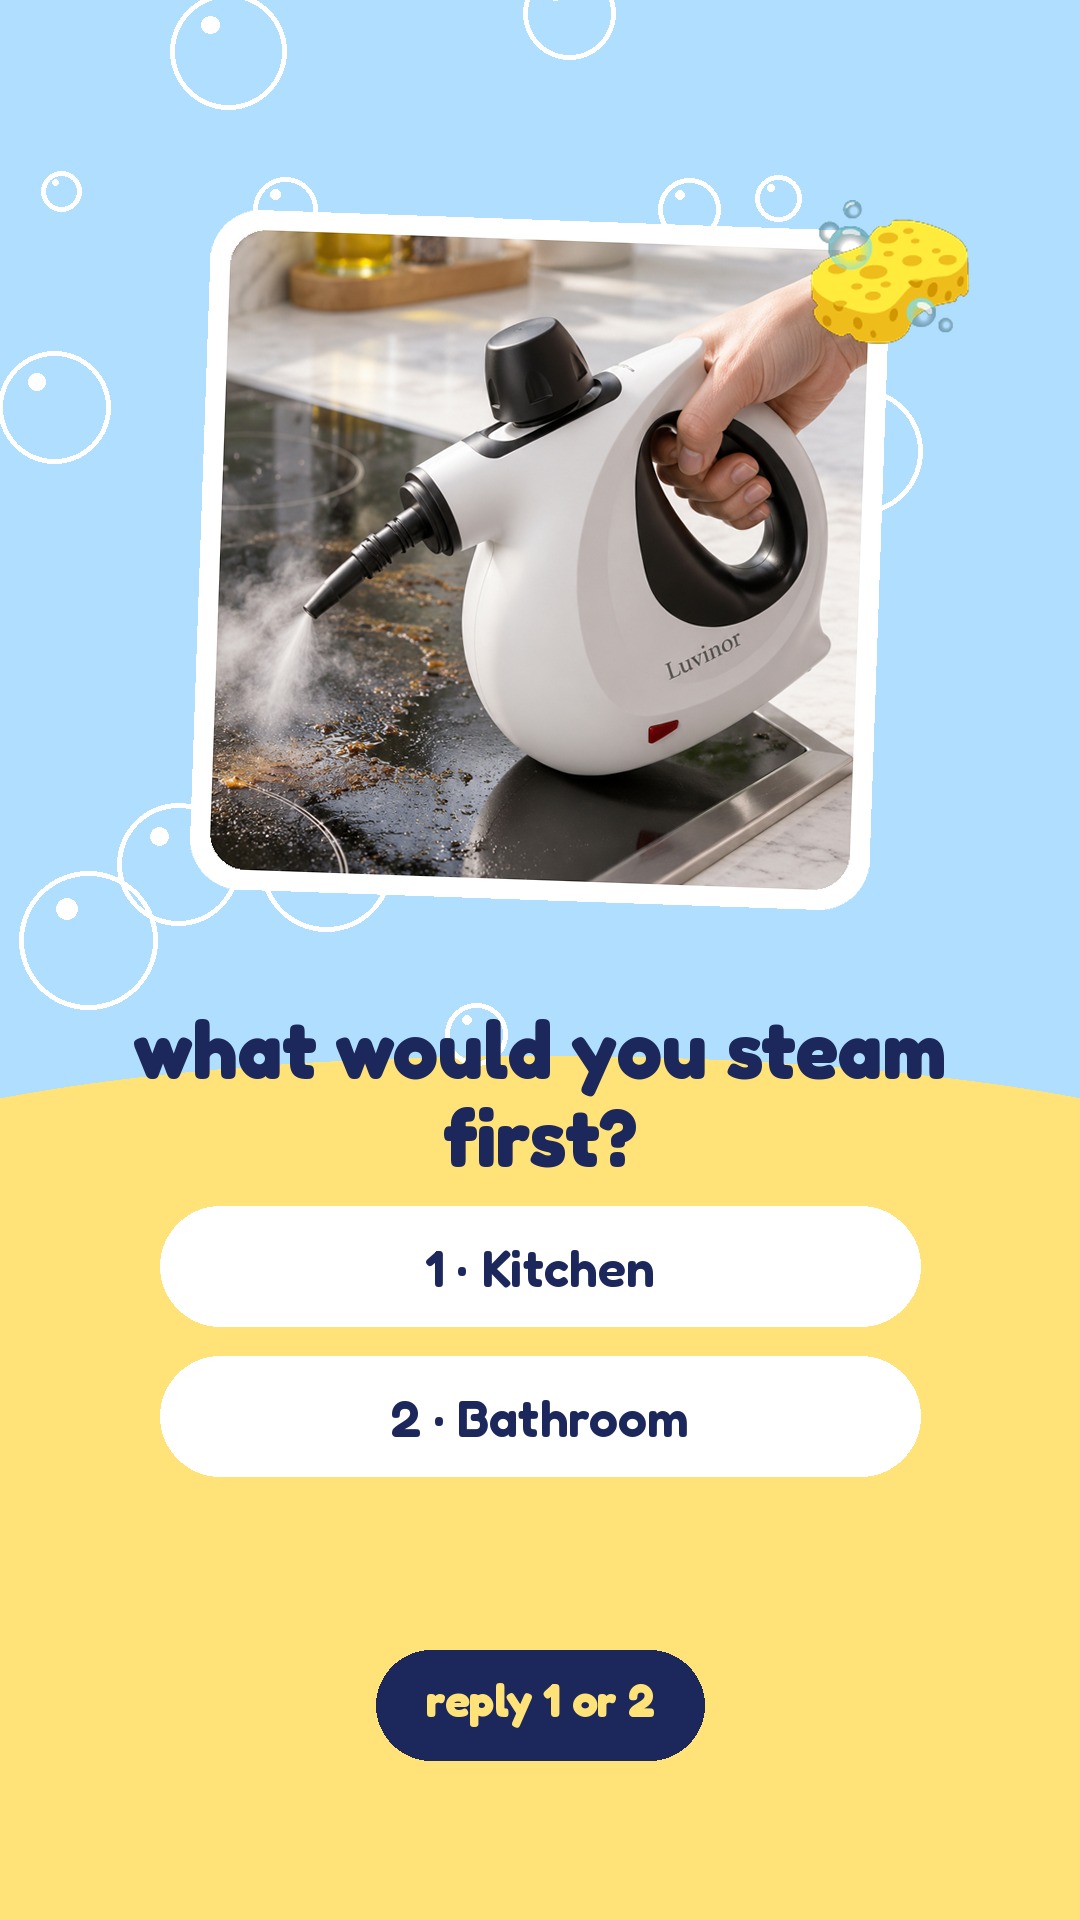 Luvinor
what would you steam
first?
1 · Kitchen
2 · Bathroom
reply 1 or 2